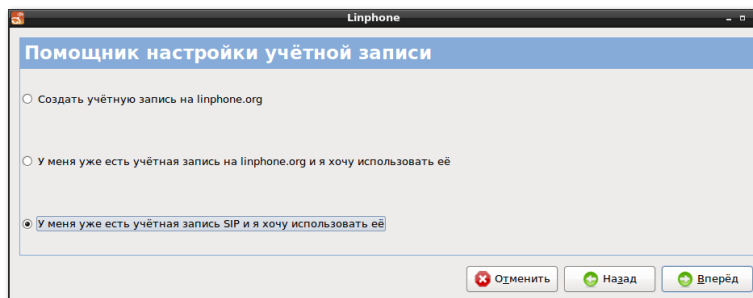 Linphone
Помощник настройки учётной записи
Создать учётную запись на linphone.org
У меня уже есть учётная запись на linphone.org и я хочу использовать её
У меня уже есть учётная запись SIP и я хочу использовать её
Отменить
Назад
Вперёд